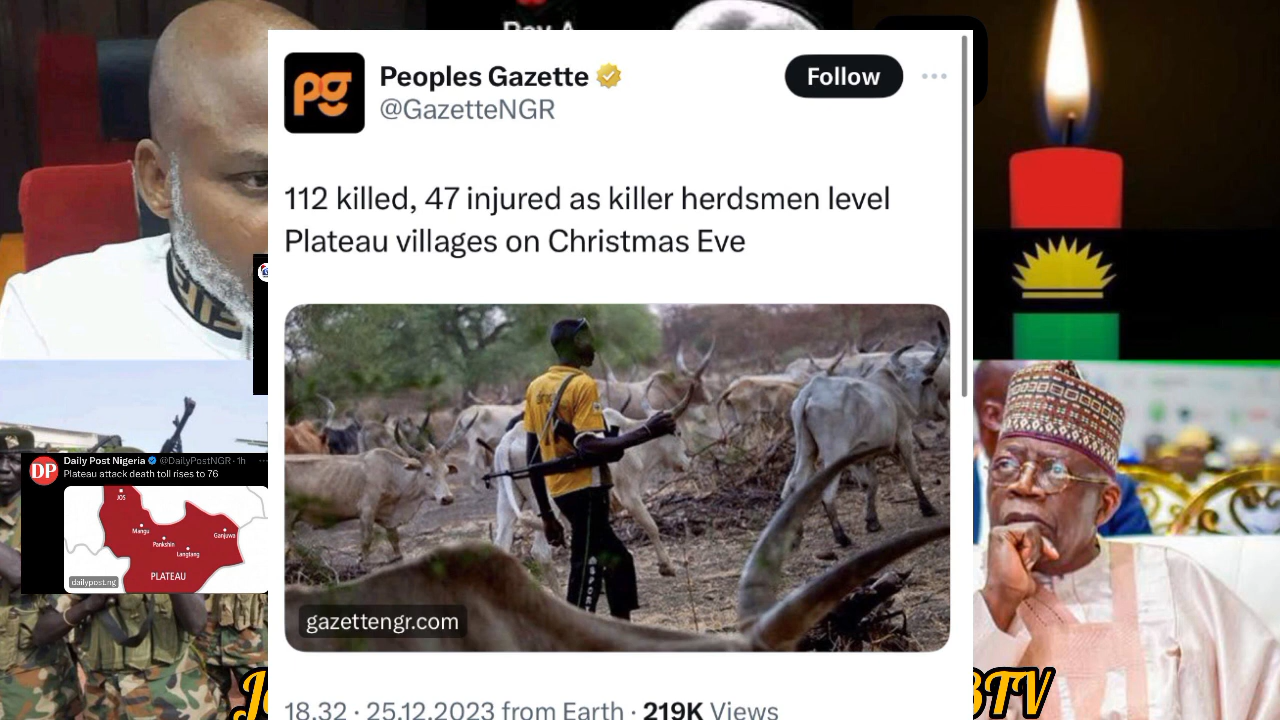 Peoples Gazette
@GazetteNGR
Follow
112 killed, 47 injured as killer herdsmen level
Plateau villages on Christmas Eve
gazettengr.com
18.32 · 25.12.2023 from Earth · 219K Views
DP
Daily Post Nigeria @DailyPostNGR · 1h
Plateau attack death toll rises to 76
JOS
Mangu
Pankshin
Ganjuwa
Langtang
PLATEAU
dailypost.ng
pg